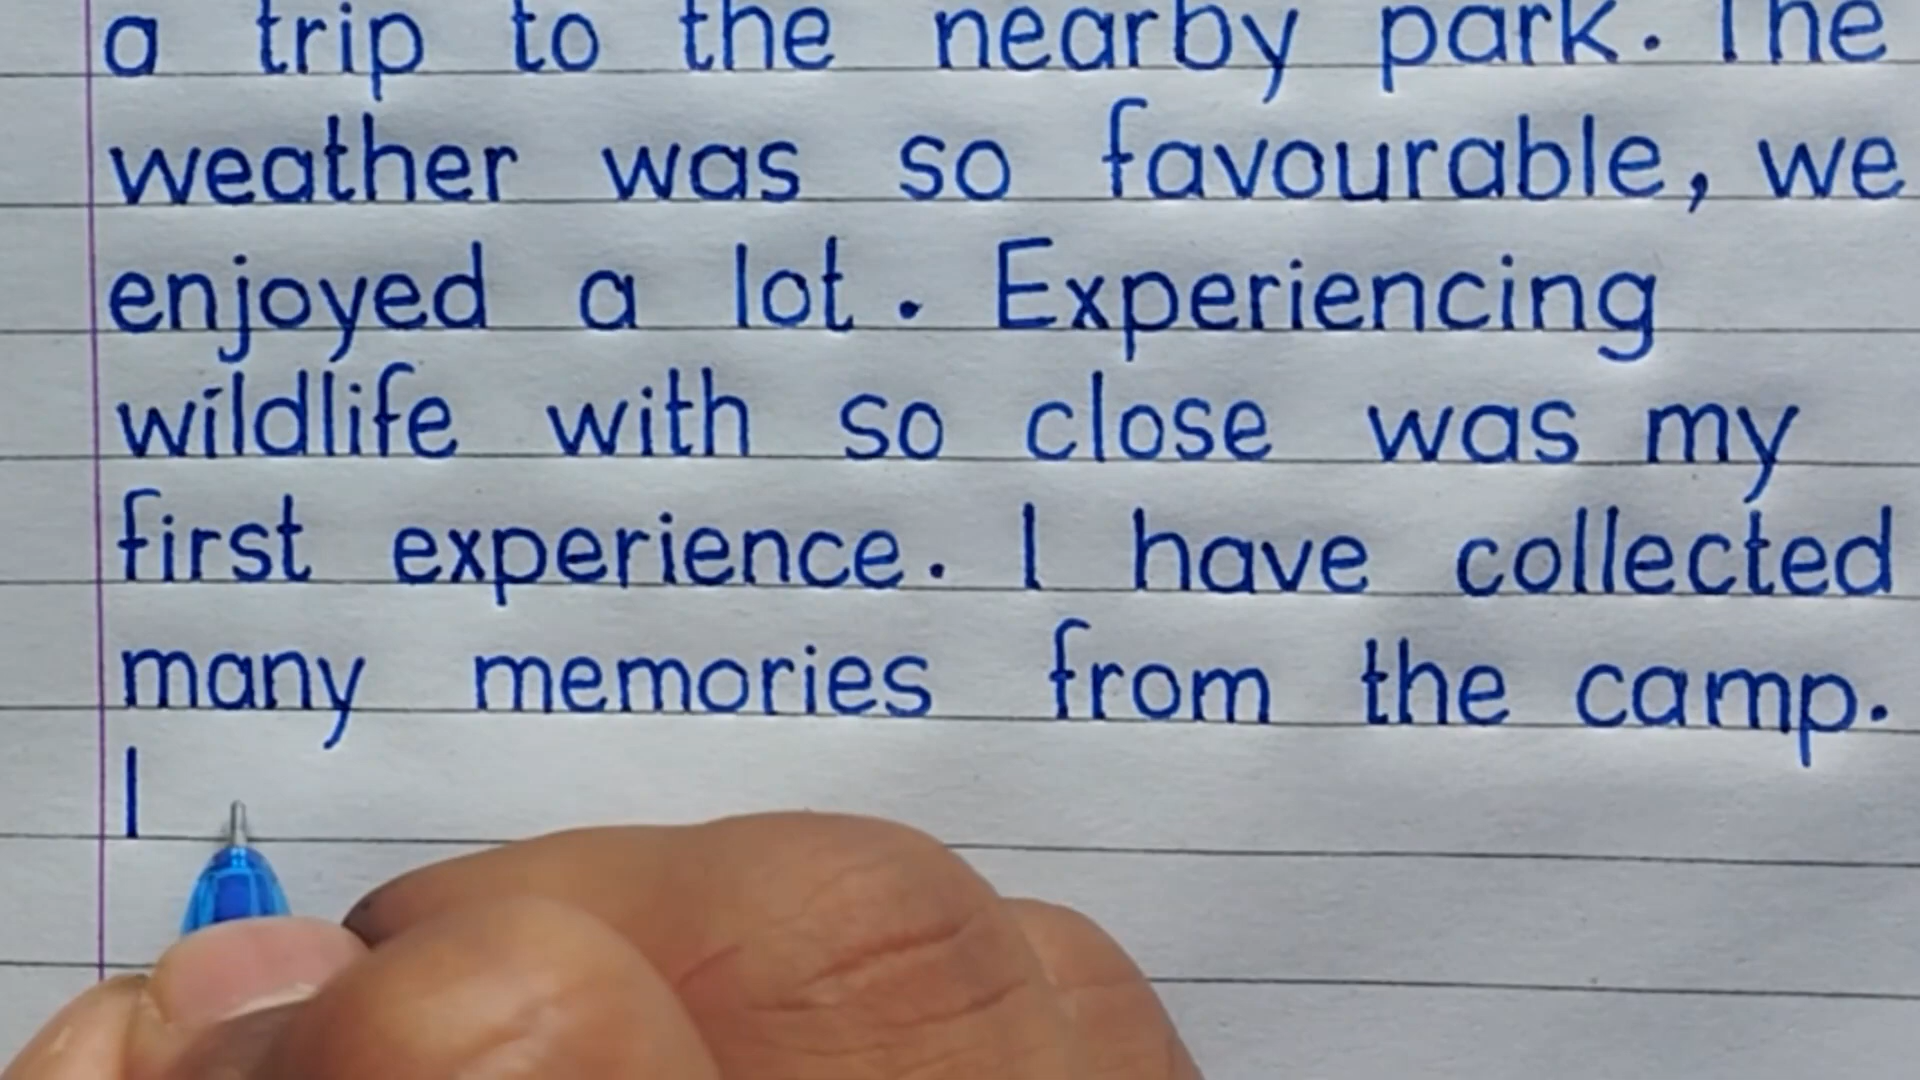 a trip to the nearby park. The
weather was so favourable, we
enjoyed a lot. Experiencing
wildlife with so close was my
first experience. I have collected
many memories from the camp.
I